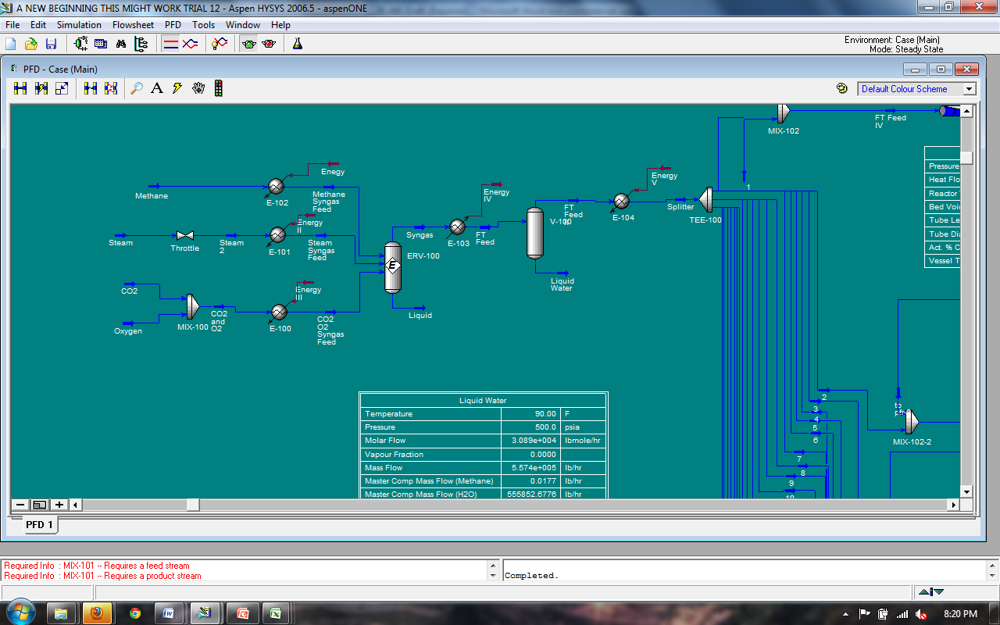 A NEW BEGINNING THIS MIGHT WORK TRIAL 12 - Aspen HYSYS 2006.5 - aspenONE
File Edit Simulation Flowsheet PFD Tools Window Help
Environment: Case (Main)
Mode: Steady State
PFD - Case (Main)
A
Default Colour Scheme
MIX-102
FT Feed
IV
Methane
E-102
Energy
Methane
Syngas
Feed
Steam
Throttle
Steam
2
E-101
Energy
II
Steam
Syngas
Feed
CO2
Oxygen
MIX-100
CO2
and
O2
E-100
Energy
III
CO2
O2
Syngas
Feed
Syngas
ERV-100
E
Liquid
E-103
Energy
IV
FT
Feed
V-100
FT
Feed
Liquid
Water
E-104
Energy
V
Splitter
TEE-100
1
Pressure
Heat Flo
Reactor
Bed Voi
Tube Le
Tube Dia
Act. % C
Vessel T
2
3
4
5
6
7
8
9
10
to
MIX-102-2
Liquid Water
Temperature 90.00 F
Pressure 500.0 psia
Molar Flow 3.089e+004 lbmole/hr
Vapour Fraction 0.0000
Mass Flow 5.574e+005 lb/hr
Master Comp Mass Flow (Methane) 0.0177 lb/hr
Master Comp Mass Flow (H2O) 555852.6776 lb/hr
PFD 1
Required Info : MIX-101 -- Requires a feed stream
Required Info : MIX-101 -- Requires a product stream
Completed.
8:20 PM